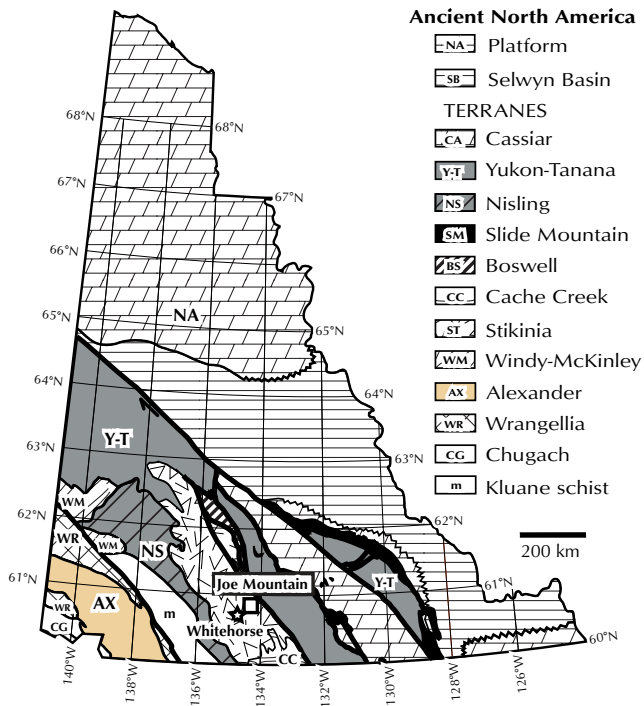 Ancient North America
NA Platform
SB Selwyn Basin
TERRANES
CA Cassiar
Y-T Yukon-Tanana
NS Nisling
SM Slide Mountain
BS Boswell
CC Cache Creek
ST Stikinia
WM Windy-McKinley
AX Alexander
WR Wrangellia
CG Chugach
m Kluane schist
200 km
68°N
68°N
67°N
67°N
66°N
65°N
NA
65°N
64°N
64°N
Y-T
63°N
63°N
WM
62°N
62°N
WR
WM
NS
Y-T
61°N
Joe Mountain
61°N
AX
WR
m
CG
Whitehorse
60°N
CC
140°W
138°W
136°W
134°W
132°W
130°W
128°W
126°W